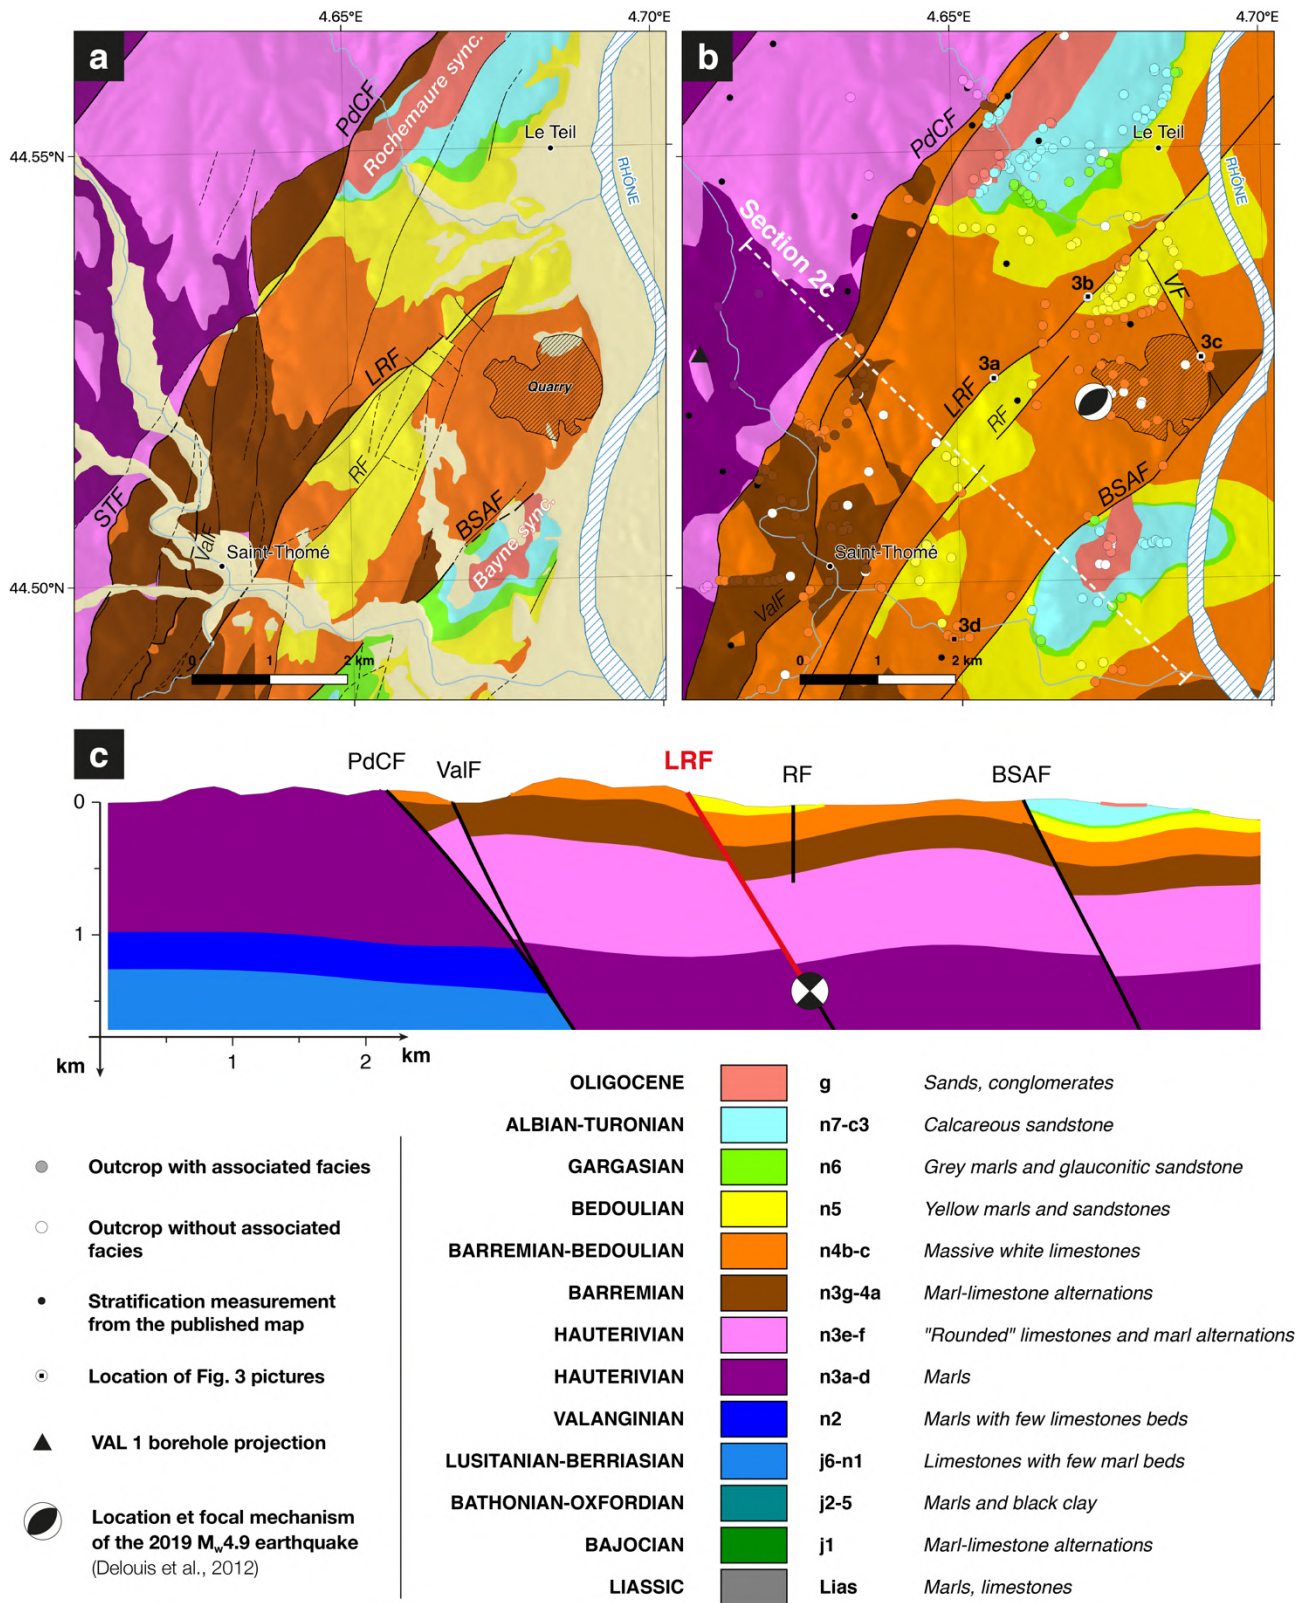 4.65°E
4.70°E
4.65°E
4.70°E
a
b
PdCF
Rochemaure sync.
Le Teil
44.55°N
RHÔNE
LRF
Quarry
RF
STF
ValF
BSAF
Bayne sync.
Saint-Thomé
44.50°N
0 1 2 km
PdCF
Le Teil
RHÔNE
Section 2c
3b
VF
3c
3a
LRF
RF
BSAF
Saint-Thomé
ValF
3d
0 1 2 km
c
PdCF
ValF
LRF
RF
BSAF
0
1
km
1
2
km
OLIGOCENE g Sands, conglomerates
ALBIAN-TURONIAN n7-c3 Calcareous sandstone
GARGASIAN n6 Grey marls and glauconitic sandstone
BEDOULIAN n5 Yellow marls and sandstones
BARREMIAN-BEDOULIAN n4b-c Massive white limestones
BARREMIAN n3g-4a Marl-limestone alternations
HAUTERIVIAN n3e-f "Rounded" limestones and marl alternations
HAUTERIVIAN n3a-d Marls
VALANGINIAN n2 Marls with few limestones beds
LUSITANIAN-BERRIASIAN j6-n1 Limestones with few marl beds
BATHONIAN-OXFORDIAN j2-5 Marls and black clay
BAJOCIAN j1 Marl-limestone alternations
LIASSIC Lias Marls, limestones
Outcrop with associated facies
Outcrop without associated
facies
Stratification measurement
from the published map
Location of Fig. 3 pictures
VAL 1 borehole projection
Location et focal mechanism
of the 2019 Mw4.9 earthquake
(Delouis et al., 2012)